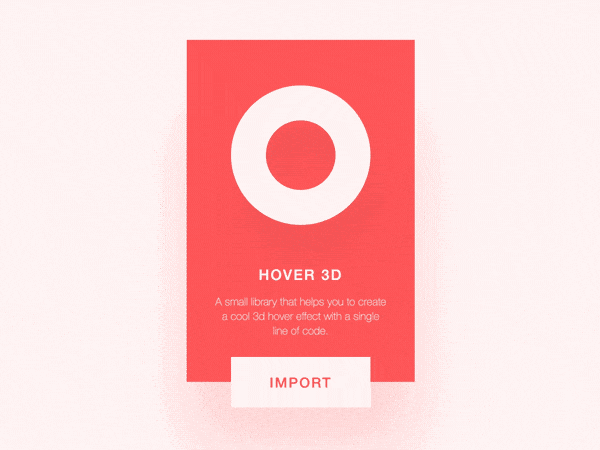 HOVER 3D
A small library that helps you to create
a cool 3d hover effect with a single
line of code.
IMPORT